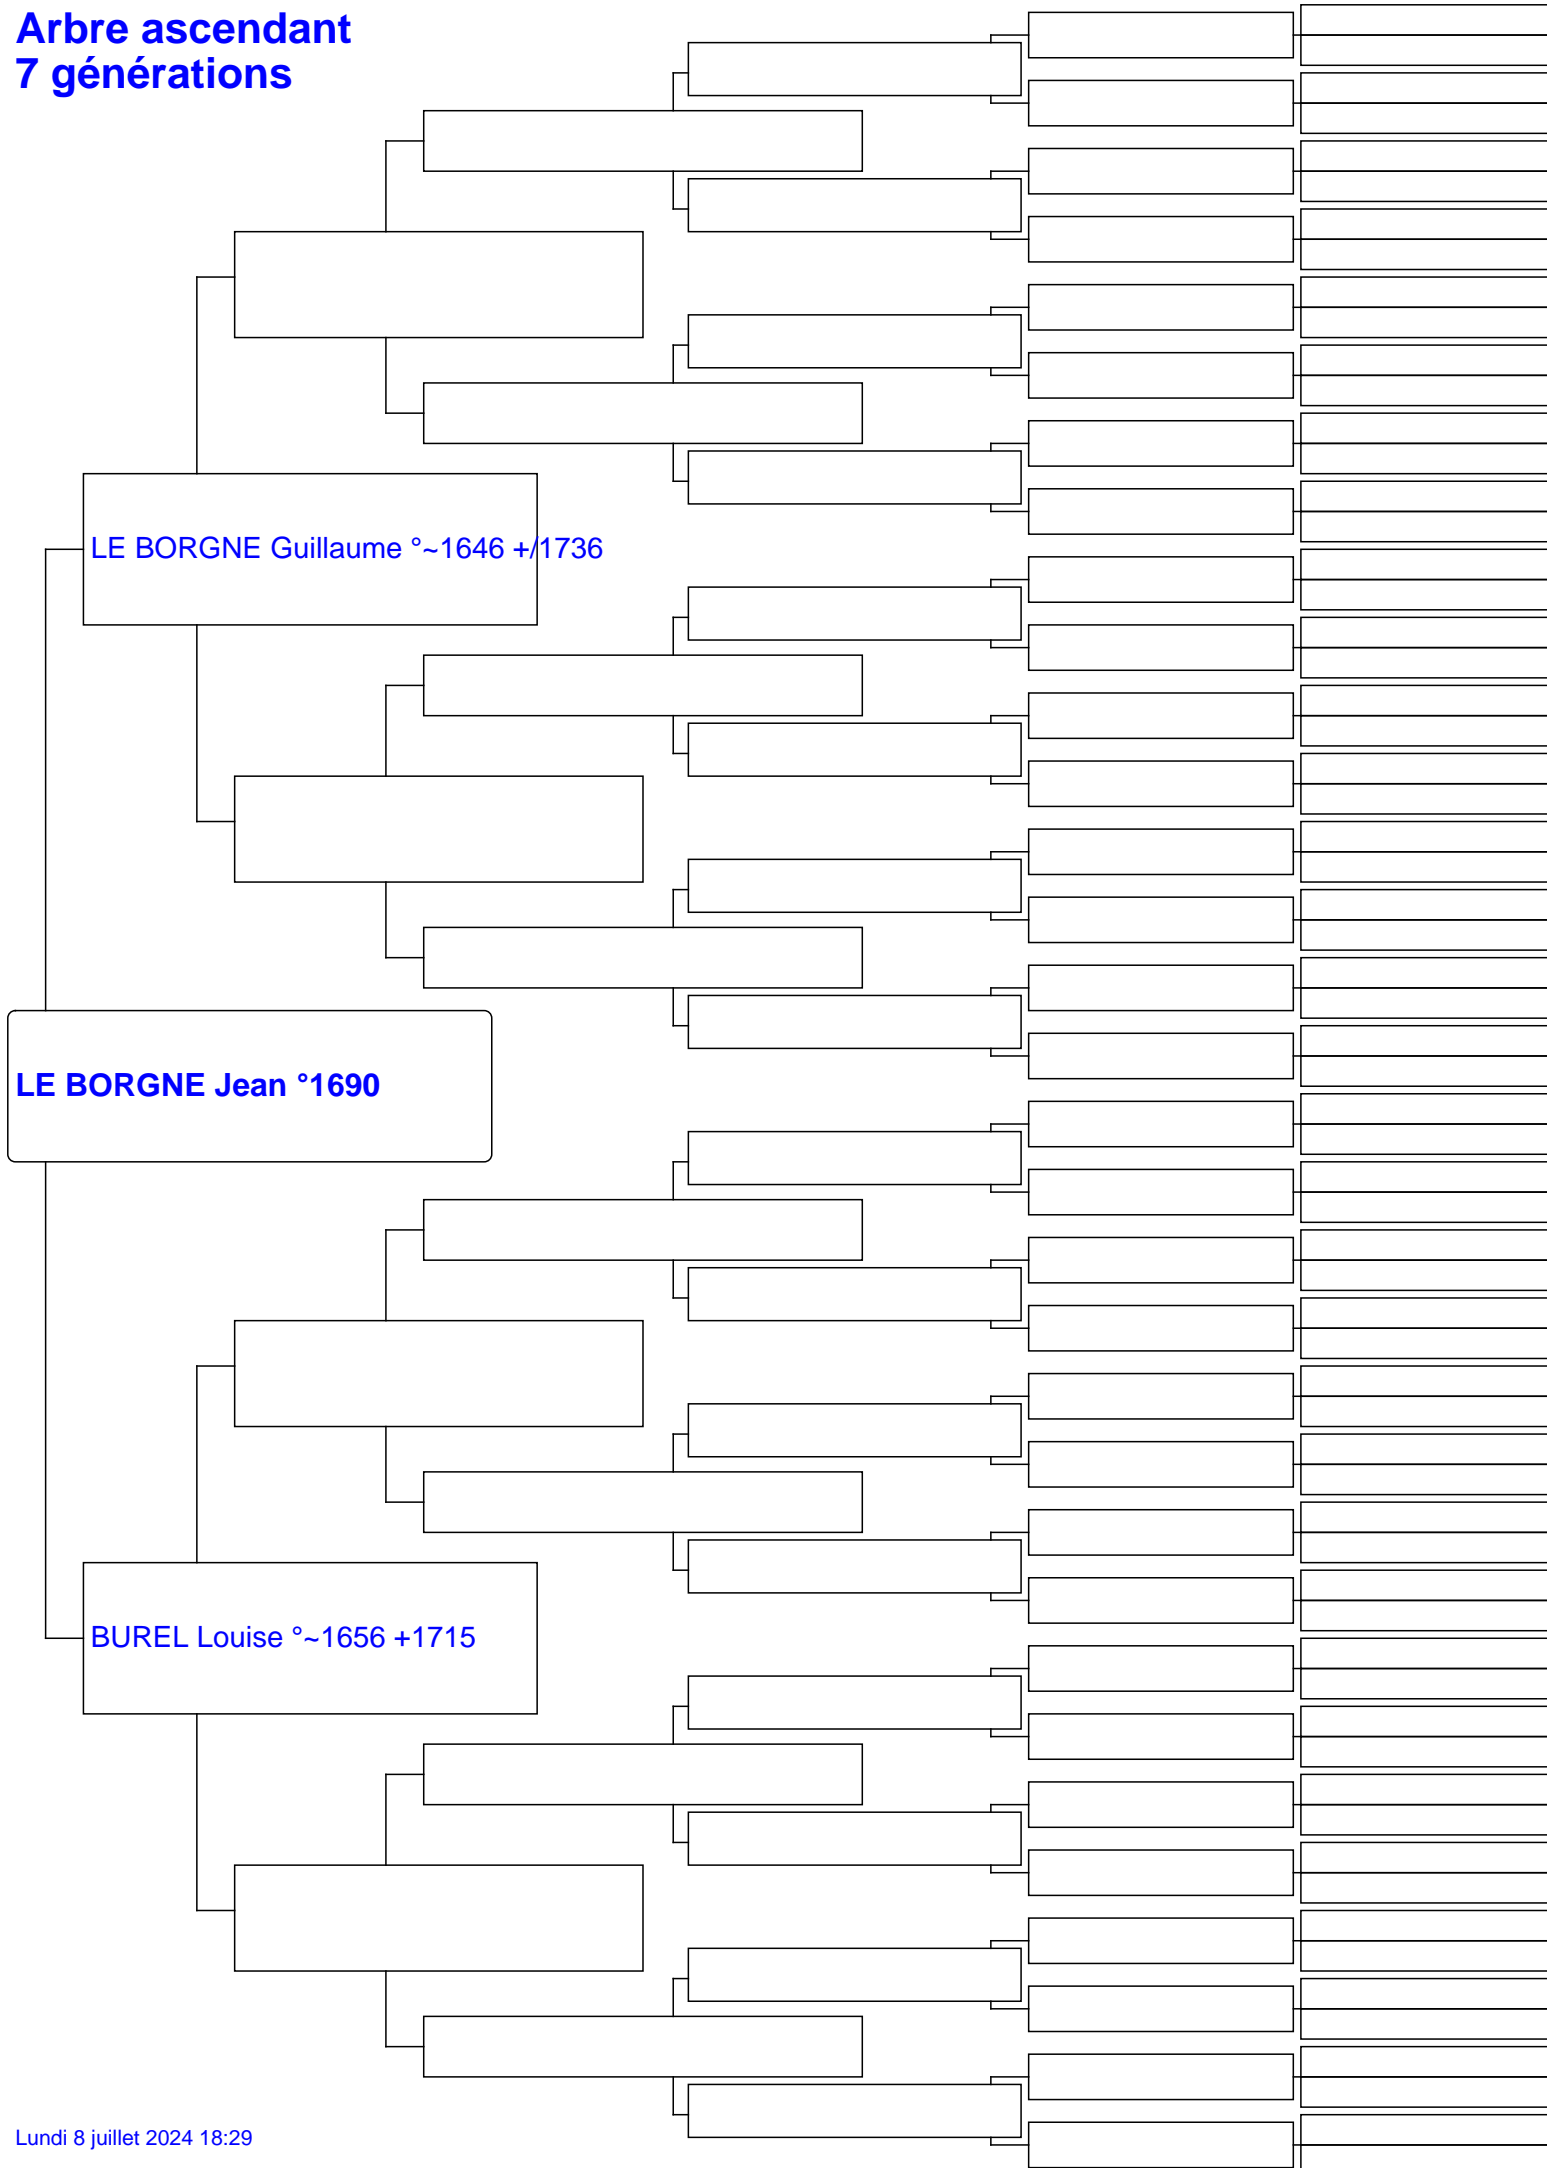 Arbre ascendant
7 générations
LE BORGNE Guillaume °~1646 +/1736
LE BORGNE Jean °1690
BUREL Louise °~1656 +1715
Lundi 8 juillet 2024 18:29